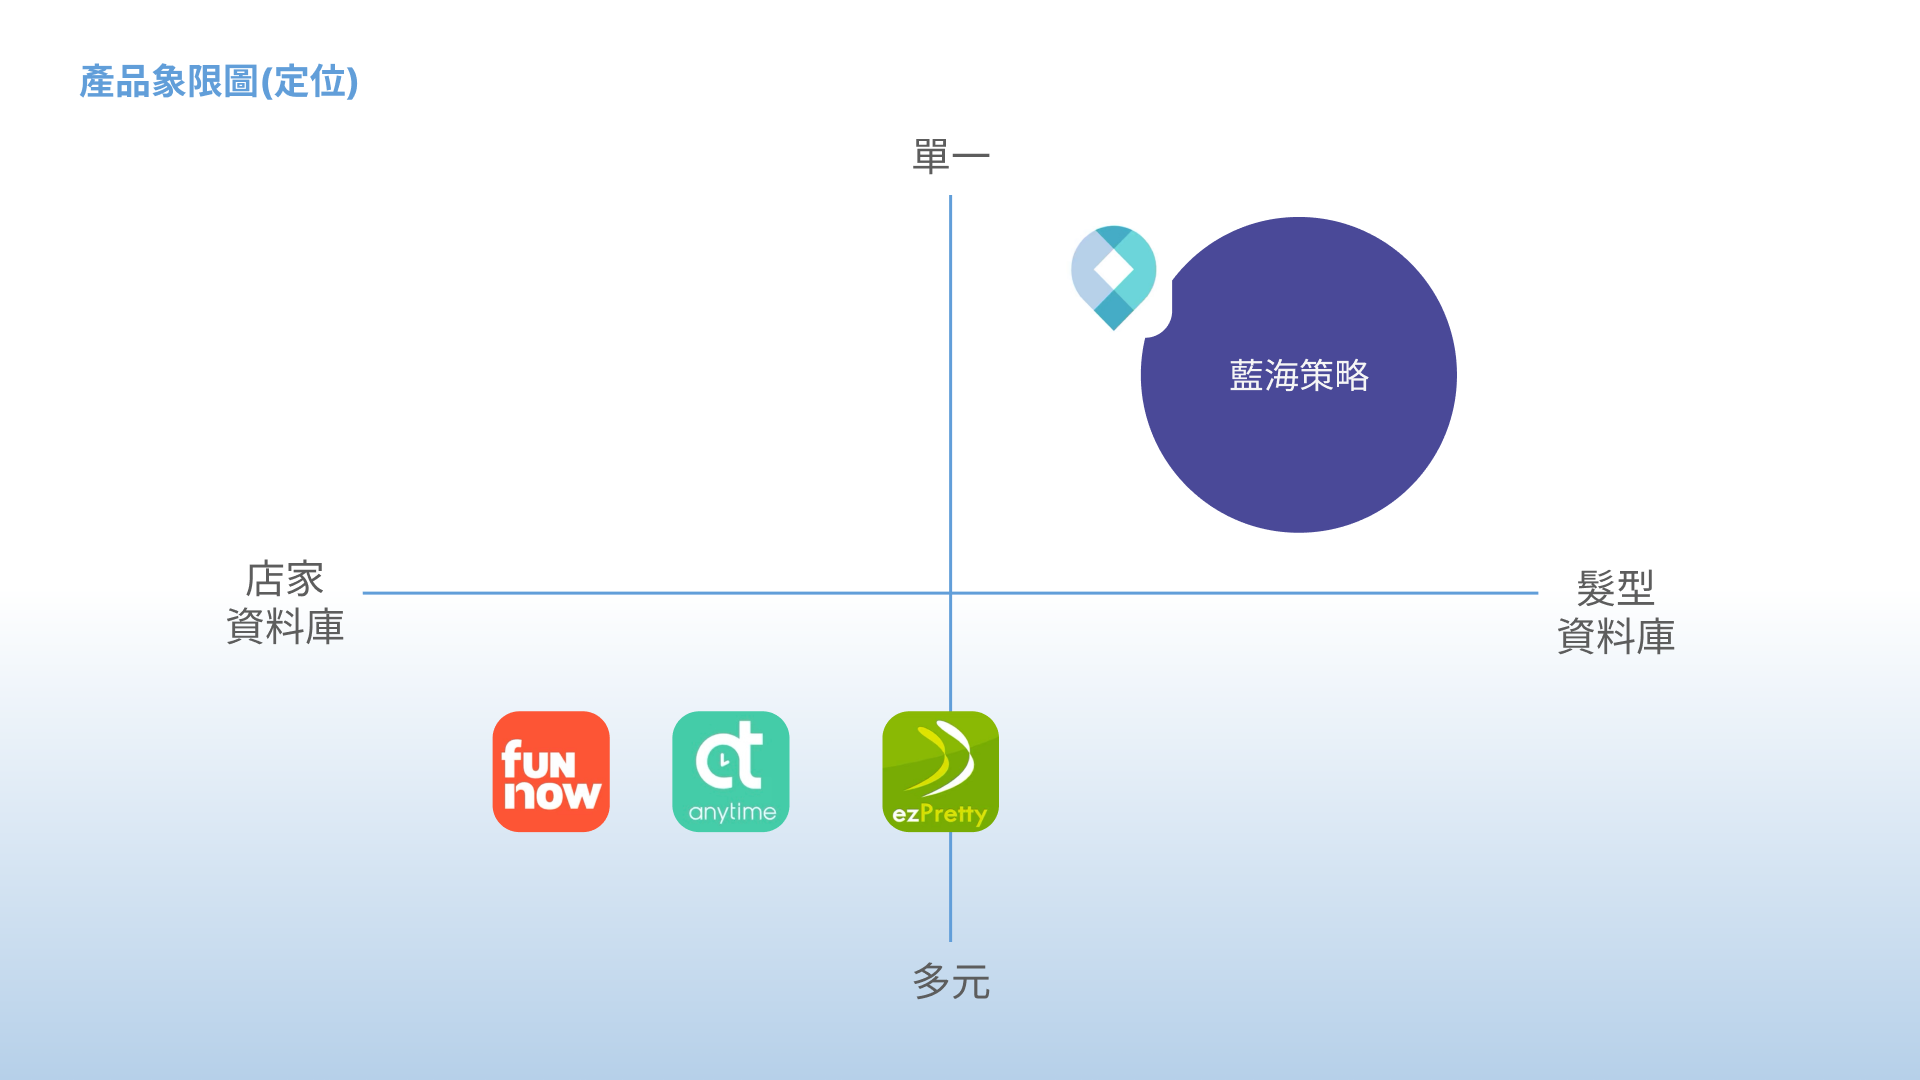 產品象限圖(定位)
單一
藍海策略
店家
資料庫
髮型
資料庫
fun
now
at
anytime
ezPretty
多元